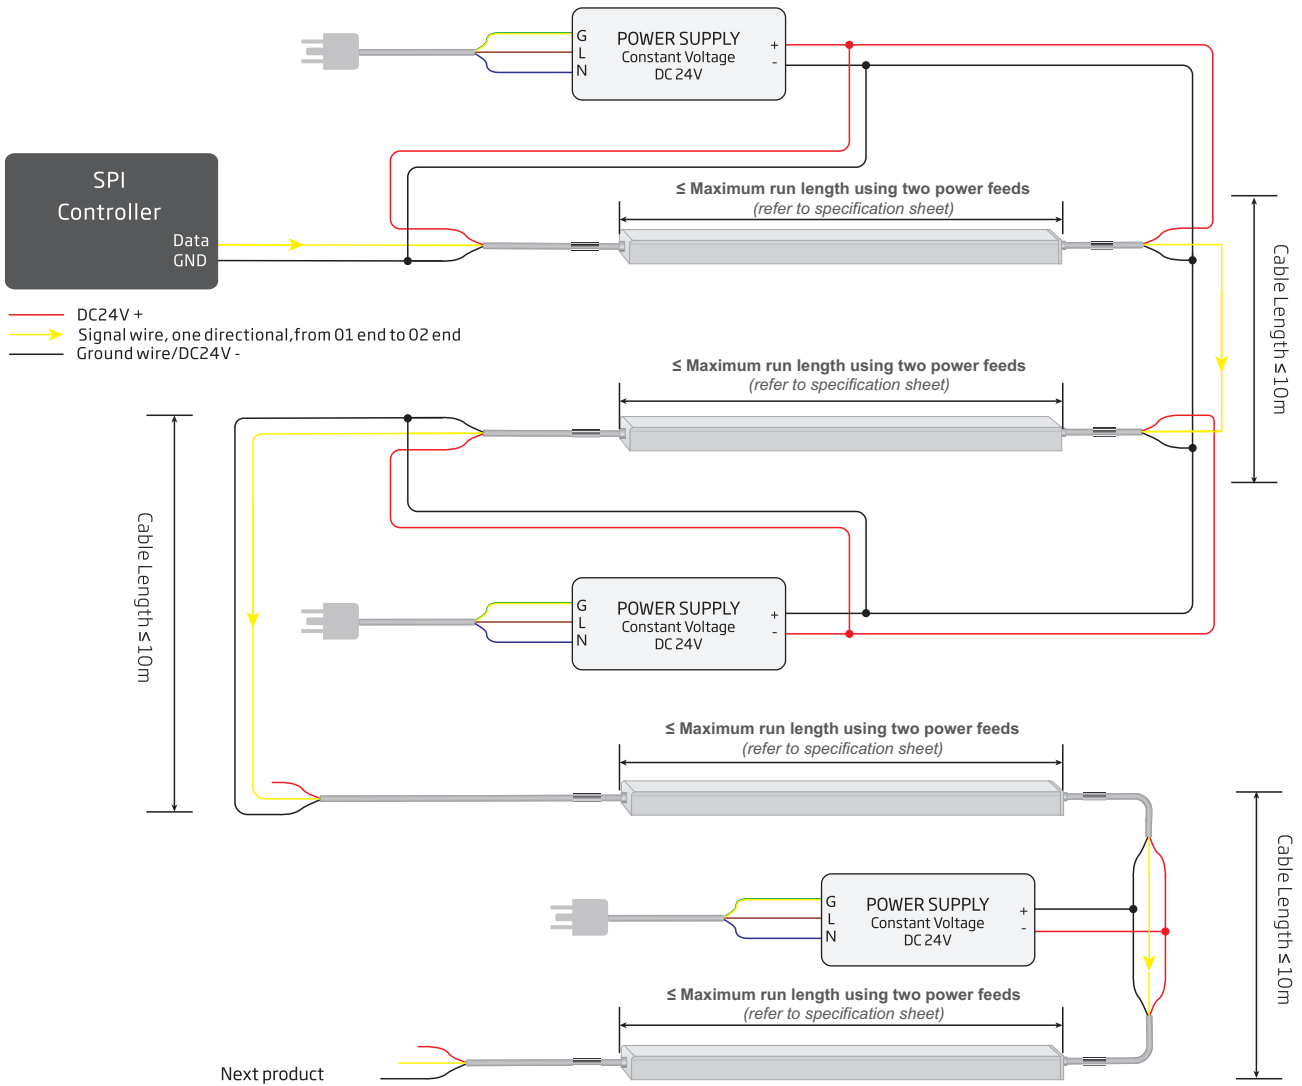 G
L
N
POWER SUPPLY
Constant Voltage
DC 24V
+
-
SPI
Controller
Data
GND
≤ Maximum run length using two power feeds
(refer to specification sheet)
Cable Length ≤ 10m
DC24V +
Signal wire, one directional,from 01 end to 02 end
Ground wire/DC24V -
≤ Maximum run length using two power feeds
(refer to specification sheet)
Cable Length ≤ 10m
G
L
N
POWER SUPPLY
Constant Voltage
DC 24V
+
-
≤ Maximum run length using two power feeds
(refer to specification sheet)
Cable Length ≤ 10m
G
L
N
POWER SUPPLY
Constant Voltage
DC 24V
+
-
≤ Maximum run length using two power feeds
(refer to specification sheet)
Next product